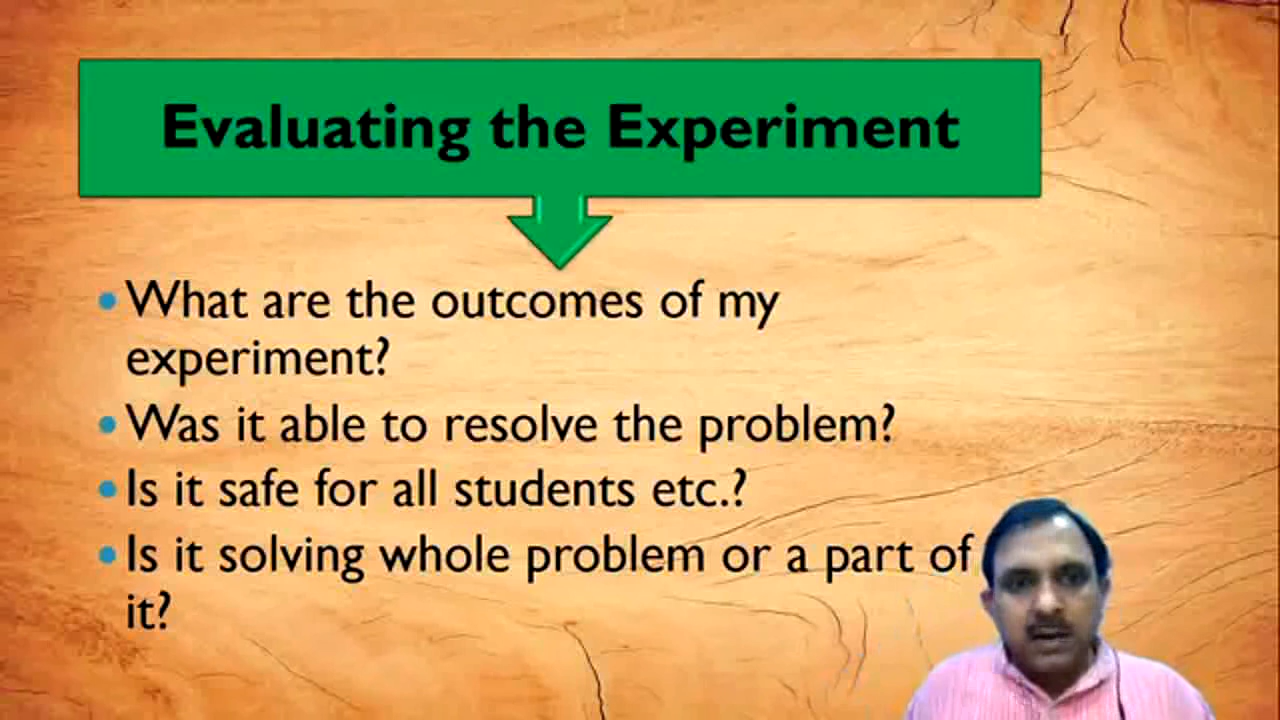 Evaluating the Experiment
• What are the outcomes of my
experiment?
• Was it able to resolve the problem?
• Is it safe for all students etc.?
• Is it solving whole problem or a part of
it?